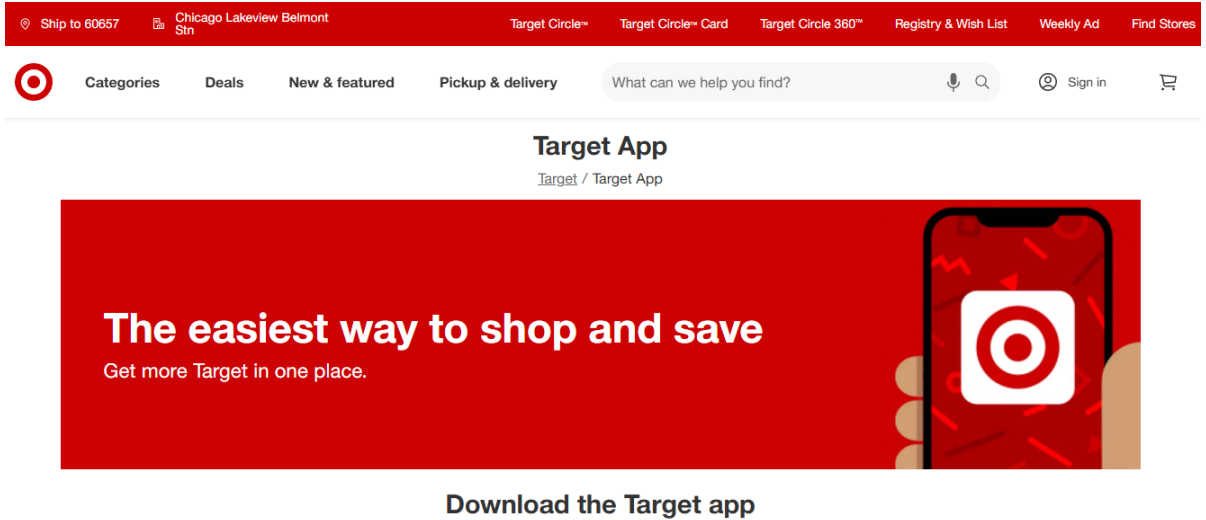 Ship to 60657
Chicago Lakeview Belmont
Stn
Target Circle™
Target Circle™ Card
Target Circle 360™
Registry & Wish List
Weekly Ad
Find Stores
Categories
Deals
New & featured
Pickup & delivery
What can we help you find?
Sign in
Target App
Target / Target App
The easiest way to shop and save
Get more Target in one place.
Download the Target app